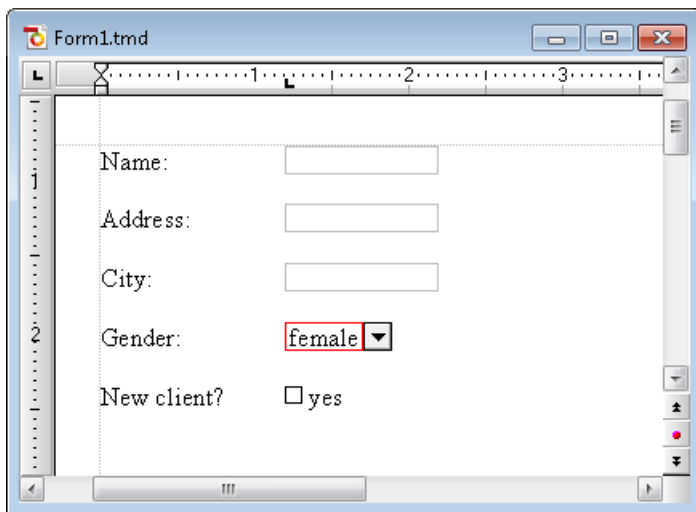 Form1.tmd
1 2 3
1
2
Name:
Address:
City:
Gender: female
New client? yes